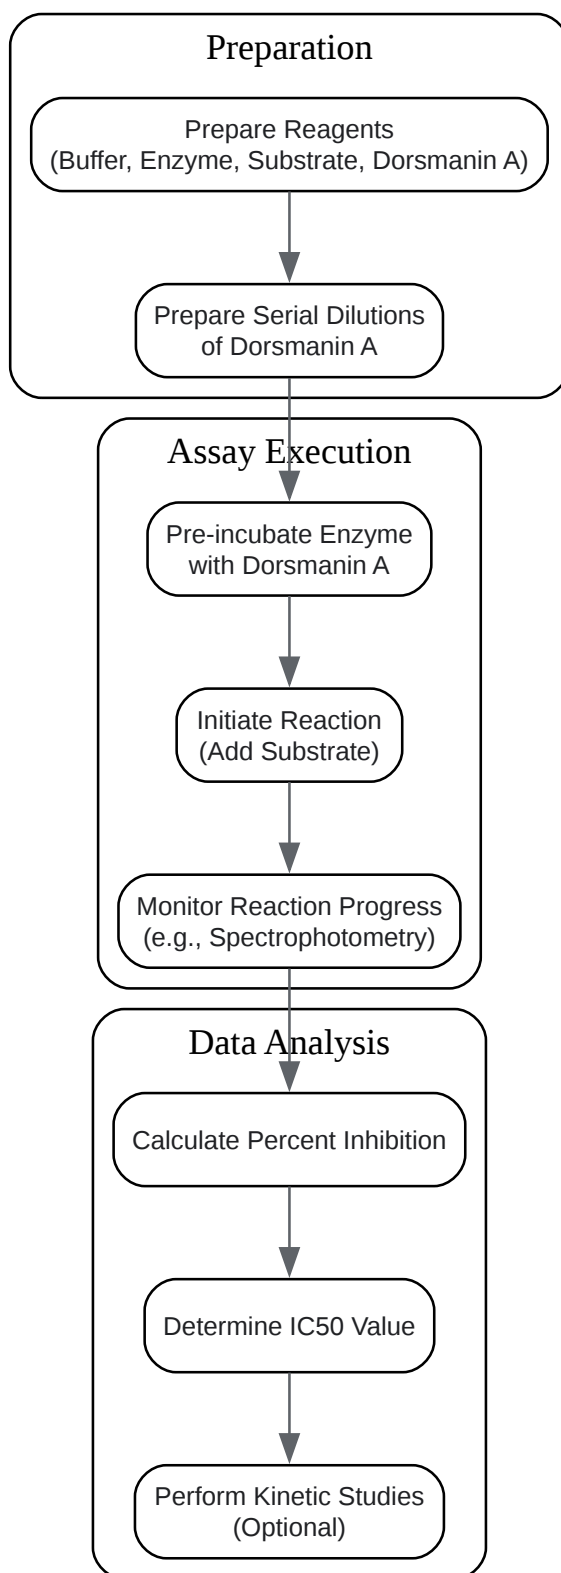 Preparation
Prepare Reagents
(Buffer, Enzyme, Substrate, Dorsmanin A)
Prepare Serial Dilutions
of Dorsmanin A
Assay Execution
Pre-incubate Enzyme
with Dorsmanin A
Initiate Reaction
(Add Substrate)
Monitor Reaction Progress
(e.g., Spectrophotometry)
Data Analysis
Calculate Percent Inhibition
Determine IC50 Value
Perform Kinetic Studies
(Optional)